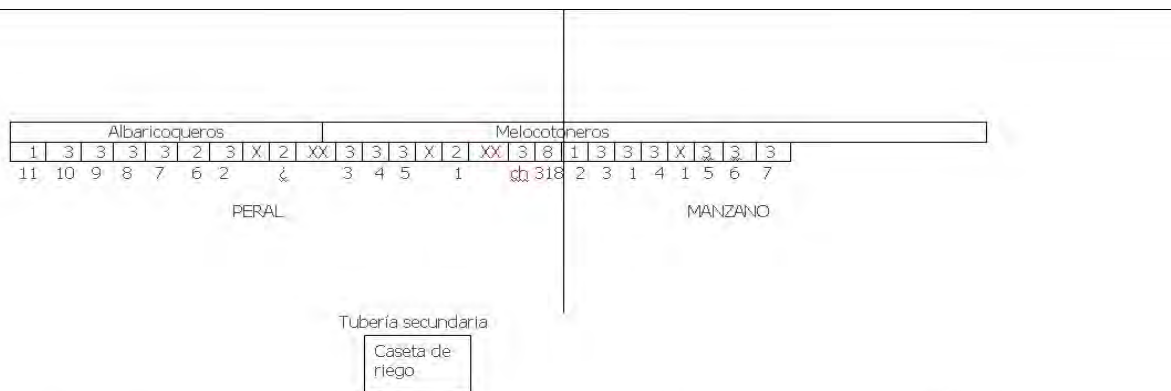 Albaricoqueros Melocotoneros
1 3 3 3 3 2 3 X 2 XX 3 3 3 X 2 XX 3 8 1 3 3 3 X 3 3 3
11 10 9 8 7 6 2 ¿ 3 4 5 1 ch 318 2 3 1 4 1 5 6 7
PERAL MANZANO
Tubería secundaria
Caseta de
riego